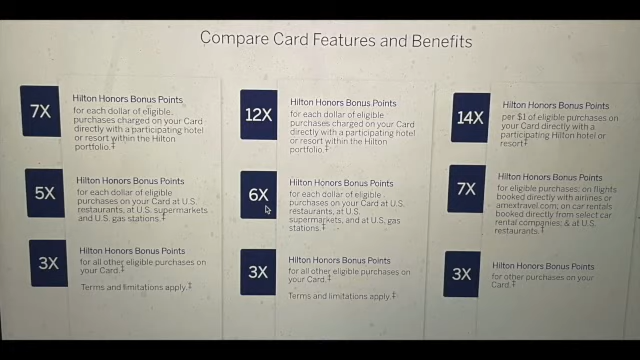 Compare Card Features and Benefits
7X
Hilton Honors Bonus Points
for each dollar of eligible
purchases charged on your Card
directly with a participating hotel
or resort within the Hilton
portfolio.‡
5X
Hilton Honors Bonus Points
for each dollar of eligible
purchases on your Card at U.S.
restaurants, at U.S. supermarkets
and U.S. gas stations.‡
3X
Hilton Honors Bonus Points
for all other eligible purchases on
your Card.‡
Terms and limitations apply.‡
12X
Hilton Honors Bonus Points
for each dollar of eligible
purchases charged on your Card
directly with a participating hotel
or resort within the Hilton
portfolio.‡
6X
Hilton Honors Bonus Points
for each dollar of eligible
purchases on your Card at U.S.
restaurants, at U.S.
supermarkets, and at U.S. gas
stations.‡
3X
Hilton Honors Bonus Points
for all other eligible purchases on
your Card.‡
Terms and limitations apply.‡
14X
Hilton Honors Bonus Points
per $1 of eligible purchases on
your Card directly with a
participating Hilton hotel or
resort‡
7X
Hilton Honors Bonus Points
for eligible purchases: on flights
booked directly with airlines or
amextravel.com; on car rentals
booked directly from select car
rental companies; & at U.S.
restaurants.‡
3X
Hilton Honors Bonus Points
for other purchases on your
Card.‡